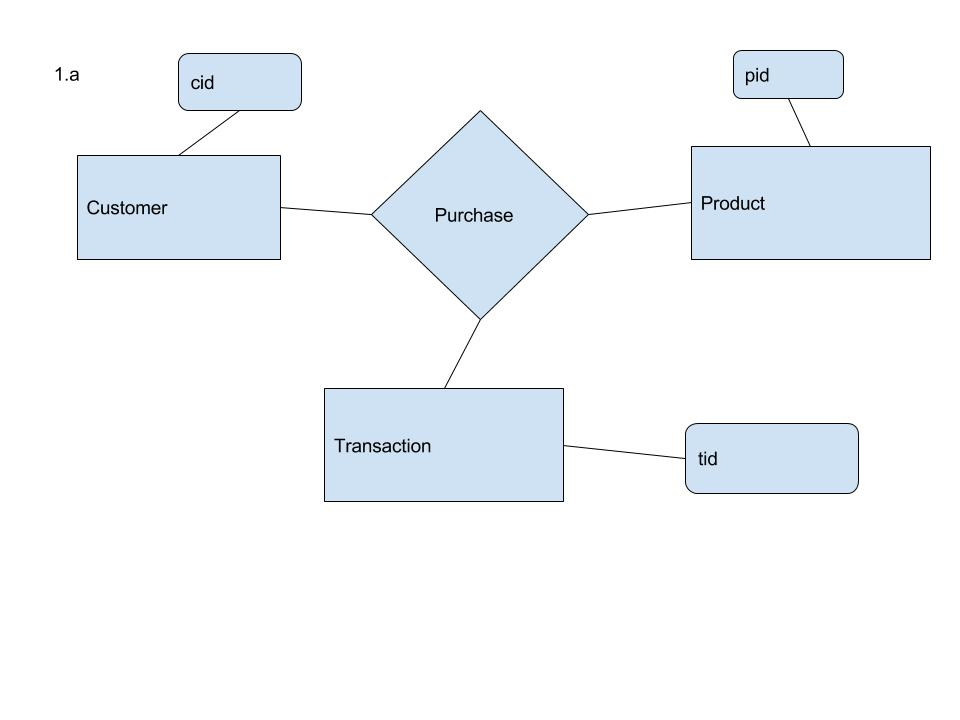 1.a
cid
pid
Customer
Purchase
Product
Transaction
tid